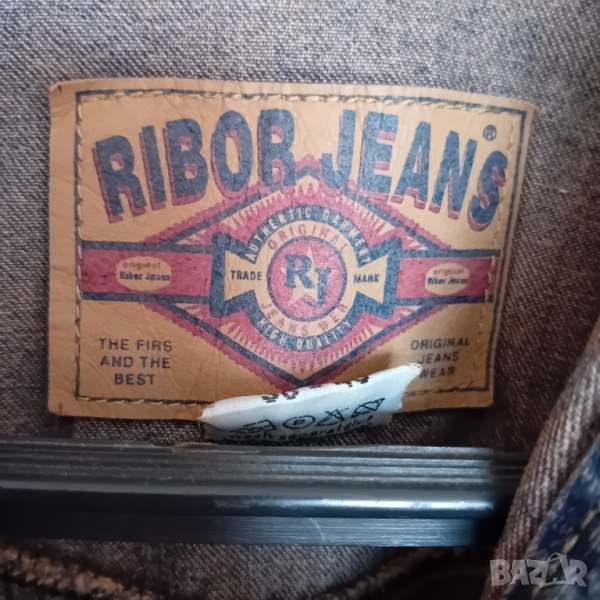 RIBOR JEANS®
AUTHENTIC GARMENT
ORIGINAL
original
Ribor Jeans
TRADE
RJ
MARK
original
Ribor Jeans
JEANS WER
HIGH QUALITY
THE FIRS
AND THE
BEST
ORIGINAL
JEANS
WEAR
BAZAR